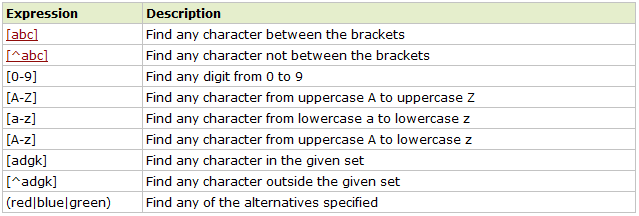 Expression Description
[abc] Find any character between the brackets
[^abc] Find any character not between the brackets
[0-9] Find any digit from 0 to 9
[A-Z] Find any character from uppercase A to uppercase Z
[a-z] Find any character from lowercase a to lowercase z
[A-z] Find any character from uppercase A to lowercase z
[adgk] Find any character in the given set
[^adgk] Find any character outside the given set
(red|blue|green) Find any of the alternatives specified